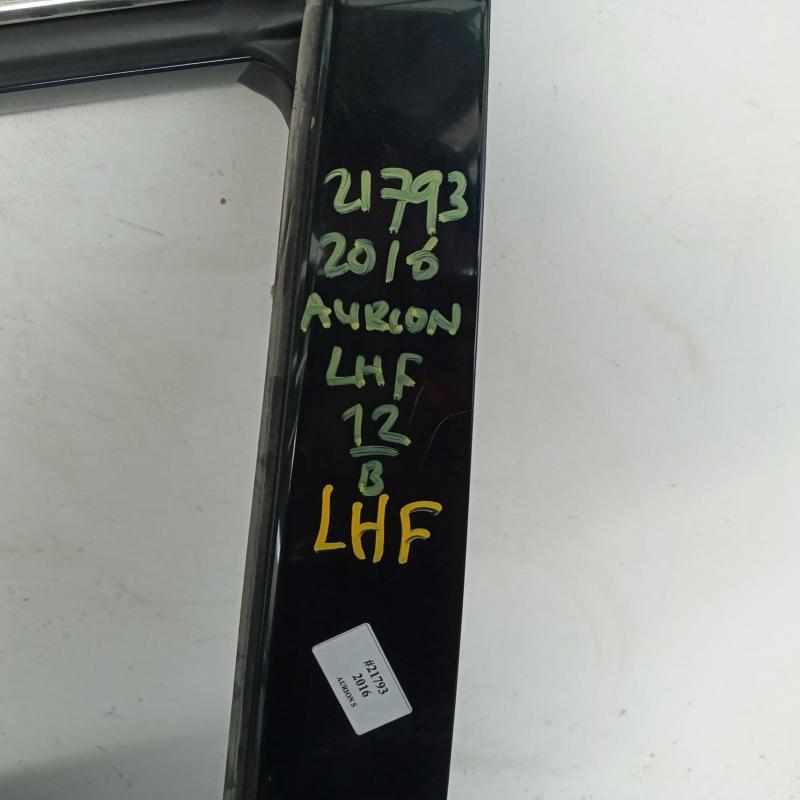 21793
2016
AURION
LHF
12
B
LHF
#21793
2016
AURION S